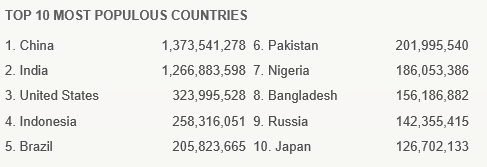 TOP 10 MOST POPULOUS COUNTRIES
1. China 1,373,541,278 6. Pakistan 201,995,540
2. India 1,266,883,598 7. Nigeria 186,053,386
3. United States 323,995,528 8. Bangladesh 156,186,882
4. Indonesia 258,316,051 9. Russia 142,355,415
5. Brazil 205,823,665 10. Japan 126,702,133